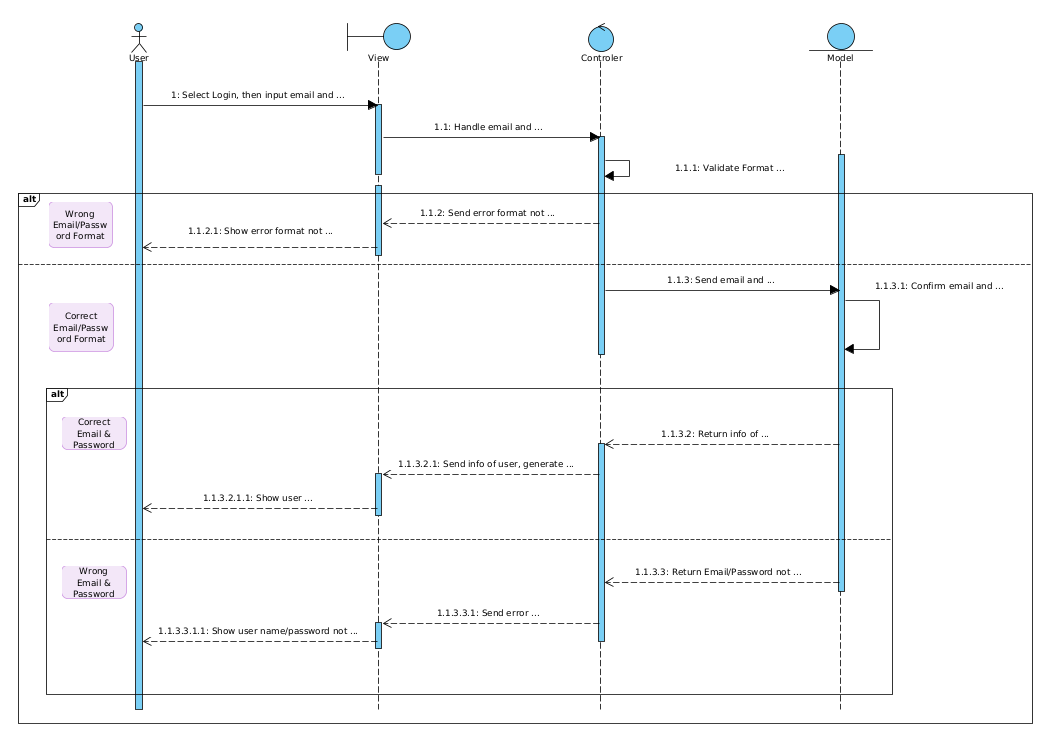 User
View
Controler
Model
1: Select Login, then input email and ...
1.1: Handle email and ...
1.1.1: Validate Format ...
alt
Wrong
Email/Passw
ord Format
1.1.2: Send error format not ...
1.1.2.1: Show error format not ...
1.1.3: Send email and ...
1.1.3.1: Confirm email and ...
Correct
Email/Passw
ord Format
alt
Correct
Email &
Password
1.1.3.2: Return info of ...
1.1.3.2.1: Send info of user, generate ...
1.1.3.2.1.1: Show user ...
Wrong
Email &
Password
1.1.3.3: Return Email/Password not ...
1.1.3.3.1: Send error ...
1.1.3.3.1.1: Show user name/password not ...